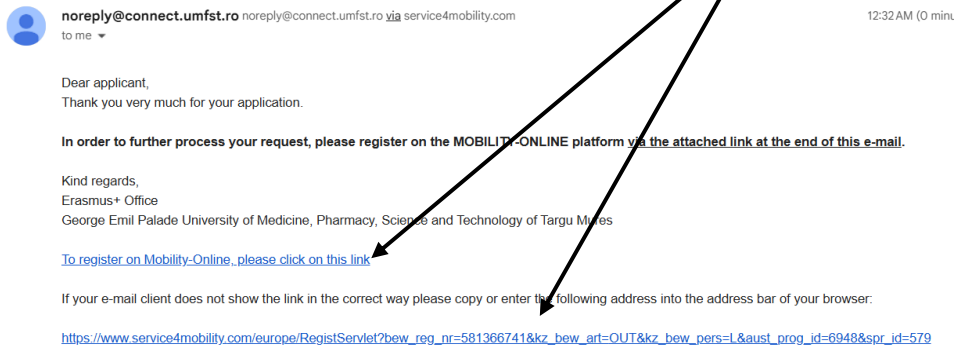 noreply@connect.umfst.ro noreply@connect.umfst.ro via service4mobility.com 12:32 AM (0 minu
to me
Dear applicant,
Thank you very much for your application.
In order to further process your request, please register on the MOBILITY-ONLINE platform via the attached link at the end of this e-mail.
Kind regards,
Erasmus+ Office
George Emil Palade University of Medicine, Pharmacy, Science and Technology of Targu Mures
To register on Mobility-Online, please click on this link
If your e-mail client does not show the link in the correct way please copy or enter the following address into the address bar of your browser:
https://www.service4mobility.com/europe/RegistServlet?bew_reg_nr=581366741&kz_bew_art=OUT&kz_bew_pers=L&aust_prog_id=6948&spr_id=579